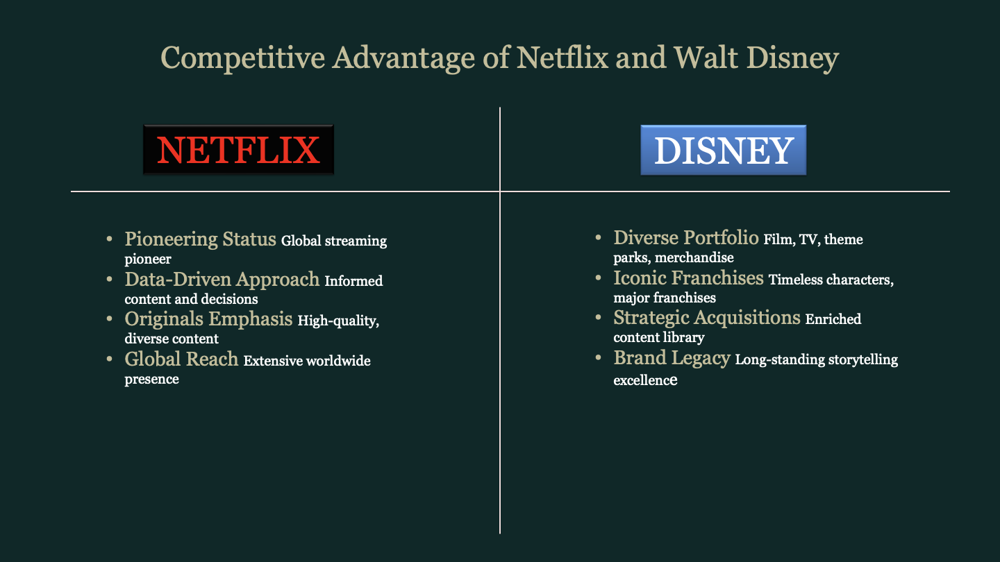 Competitive Advantage of Netflix and Walt Disney
NETFLIX
• Pioneering Status Global streaming
pioneer
• Data-Driven Approach Informed
content and decisions
• Originals Emphasis High-quality,
diverse content
• Global Reach Extensive worldwide
presence
DISNEY
• Diverse Portfolio Film, TV, theme
parks, merchandise
• Iconic Franchises Timeless characters,
major franchises
• Strategic Acquisitions Enriched
content library
• Brand Legacy Long-standing storytelling
excellence